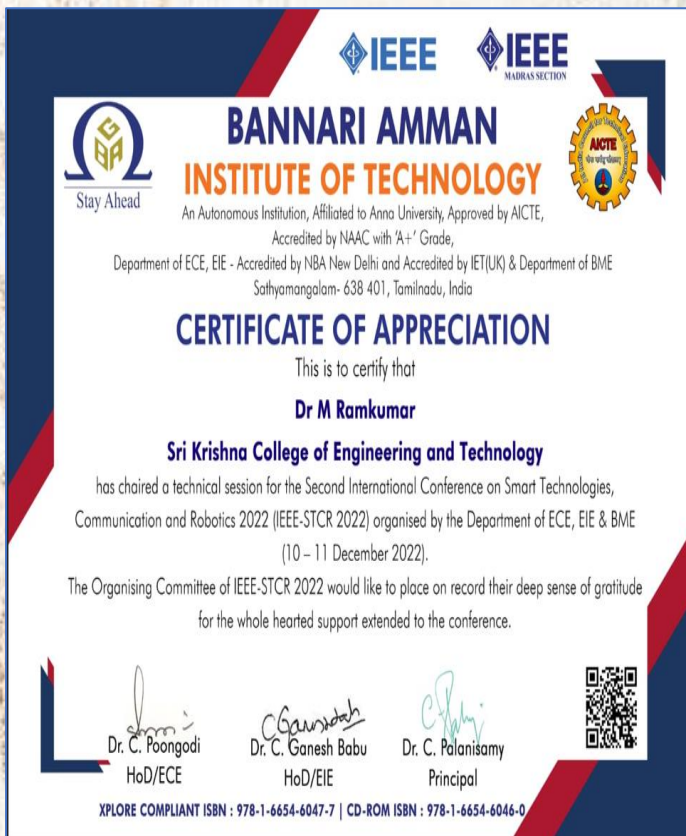 IEEE
IEEE
MADRAS SECTION
GBA
Stay Ahead
BANNARI AMMAN
INSTITUTE OF TECHNOLOGY
AICTE
An Autonomous Institution, Affiliated to Anna University, Approved by AICTE,
Accredited by NAAC with 'A+' Grade,
Department of ECE, EIE - Accredited by NBA New Delhi and Accredited by IET(UK) & Department of BME
Sathyamangalam- 638 401, Tamilnadu, India
CERTIFICATE OF APPRECIATION
This is to certify that
Dr M Ramkumar
Sri Krishna College of Engineering and Technology
has chaired a technical session for the Second International Conference on Smart Technologies,
Communication and Robotics 2022 (IEEE-STCR 2022) organised by the Department of ECE, EIE & BME
(10 – 11 December 2022).
The Organising Committee of IEEE-STCR 2022 would like to place on record their deep sense of gratitude
for the whole hearted support extended to the conference.
Dr. C. Poongodi
HoD/ECE
Dr. C. Ganesh Babu
HoD/EIE
Dr. C. Palanisamy
Principal
XPLORE COMPLIANT ISBN : 978-1-6654-6047-7 | CD-ROM ISBN : 978-1-6654-6046-0